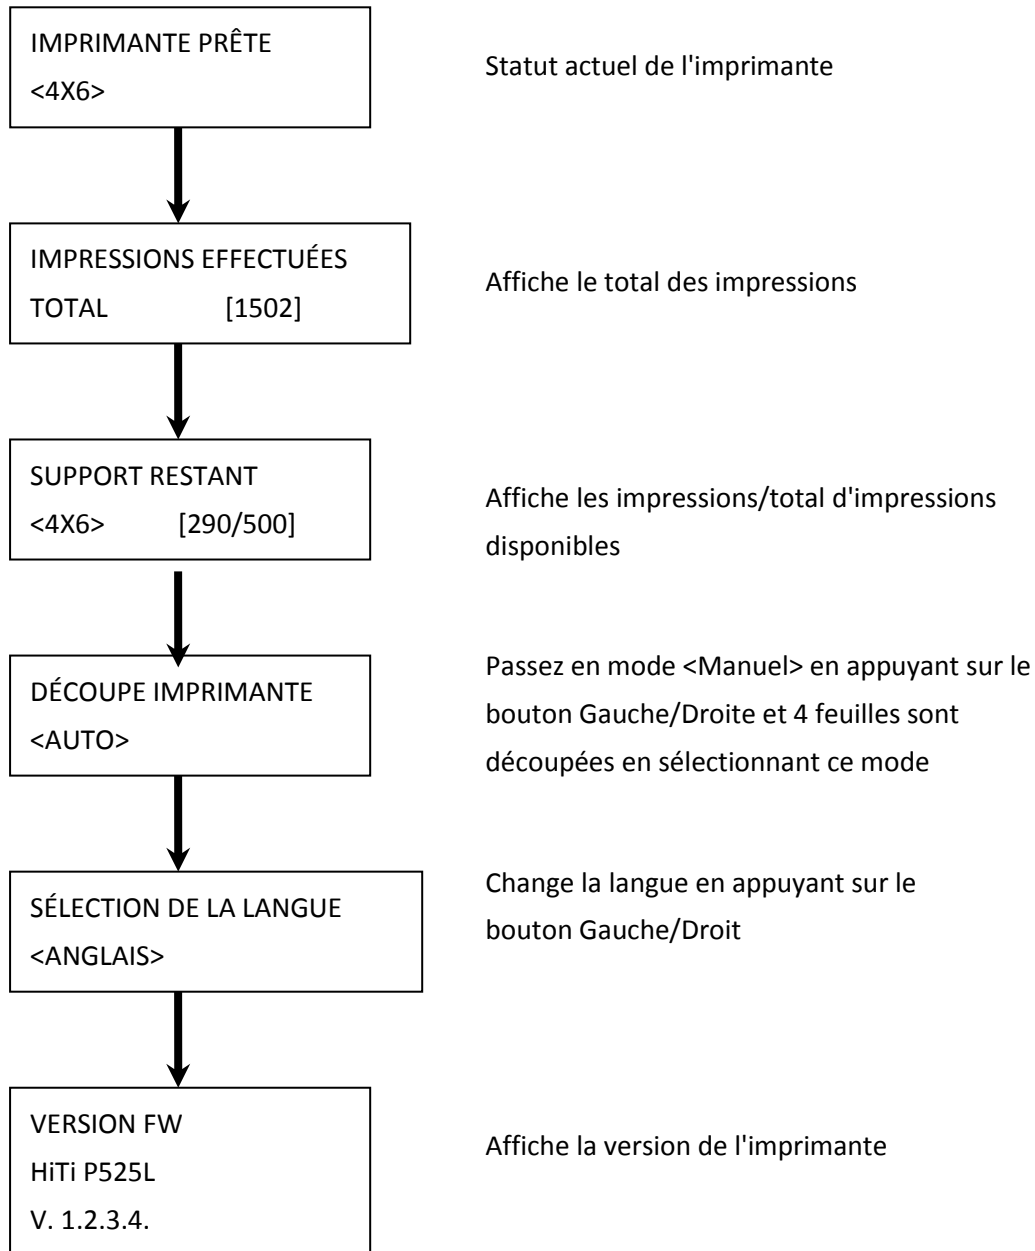 IMPRIMANTE PRÊTE
<4X6>
Statut actuel de l'imprimante
IMPRESSIONS EFFECTUÉES
TOTAL [1502]
Affiche le total des impressions
SUPPORT RESTANT
<4X6> [290/500]
Affiche les impressions/total d'impressions
disponibles
DÉCOUPE IMPRIMANTE
<AUTO>
Passez en mode <Manuel> en appuyant sur le
bouton Gauche/Droite et 4 feuilles sont
découpées en sélectionnant ce mode
SÉLECTION DE LA LANGUE
<ANGLAIS>
Change la langue en appuyant sur le
bouton Gauche/Droit
VERSION FW
HiTi P525L
V. 1.2.3.4.
Affiche la version de l'imprimante